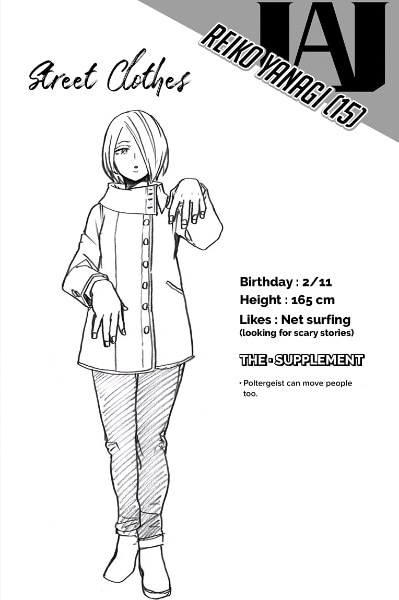 1A
REIKO YANAGI (15)
Street Clothes
Birthday : 2/11
Height : 165 cm
Likes : Net surfing
(looking for scary stories)
THE • SUPPLEMENT
• Poltergeist can move people
too.